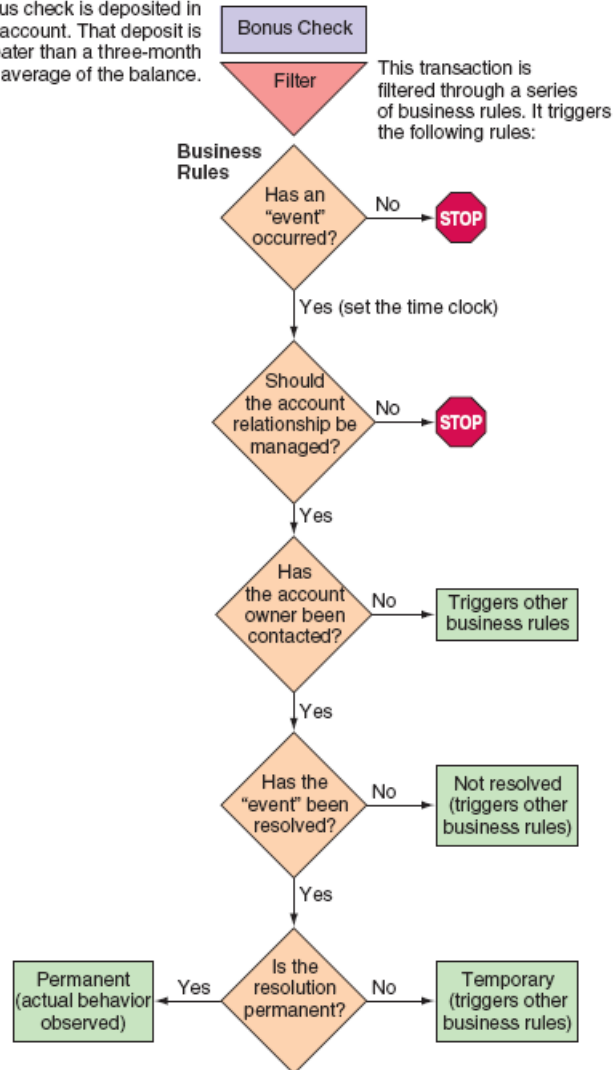 us check is deposited in
account. That deposit is
ater than a three-month
average of the balance.
Bonus Check
Filter
This transaction is
filtered through a series
of business rules. It triggers
the following rules:
Business
Rules
Has an
“event”
occurred?
No
STOP
Yes (set the time clock)
Should
the account
relationship be
managed?
No
STOP
Yes
Has
the account
owner been
contacted?
No
Triggers other
business rules
Yes
Has the
“event” been
resolved?
No
Not resolved
(triggers other
business rules)
Yes
Is the
resolution
permanent?
Yes
Permanent
(actual behavior
observed)
No
Temporary
(triggers other
business rules)